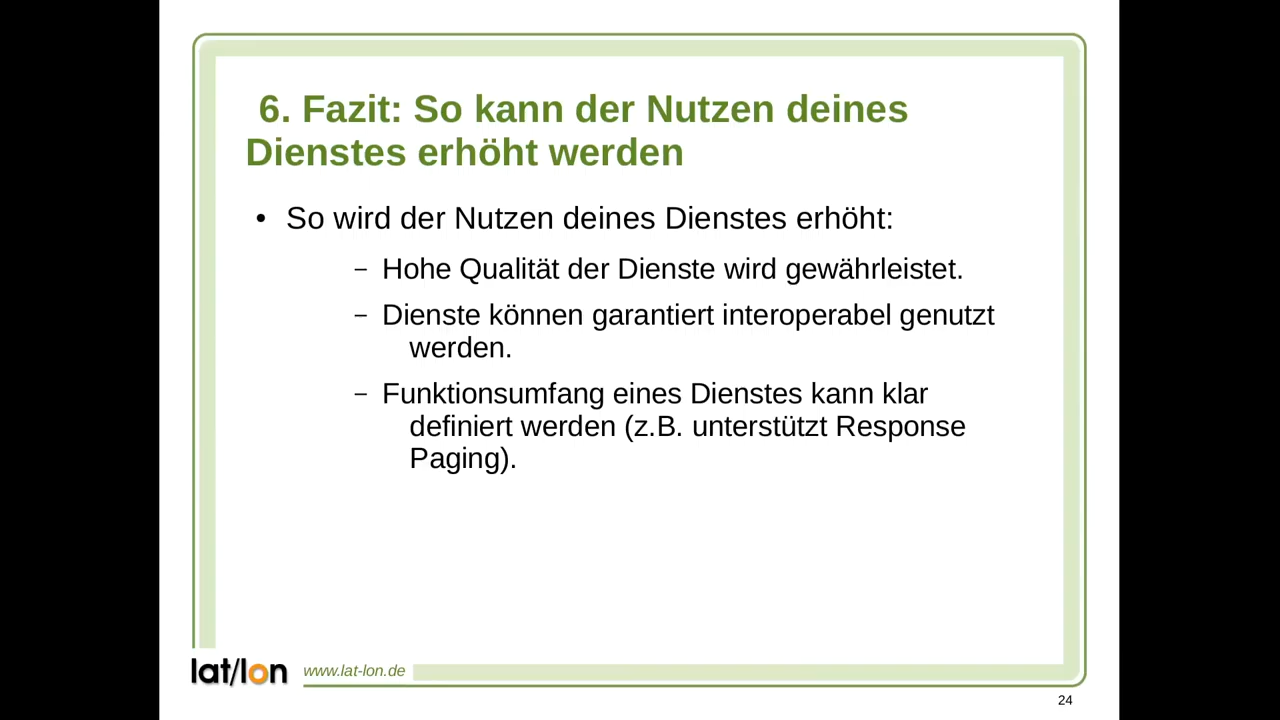 6. Fazit: So kann der Nutzen deines
Dienstes erhöht werden
• So wird der Nutzen deines Dienstes erhöht:
– Hohe Qualität der Dienste wird gewährleistet.
– Dienste können garantiert interoperabel genutzt
werden.
– Funktionsumfang eines Dienstes kann klar
definiert werden (z.B. unterstützt Response
Paging).
lat/lon www.lat-lon.de
24